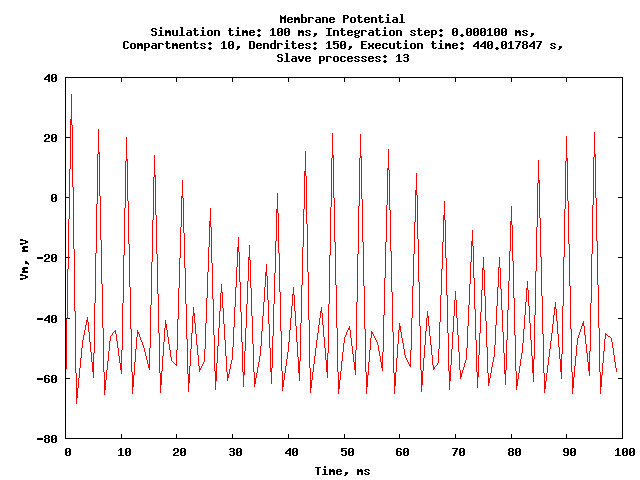 Membrane Potential
Simulation time: 100 ms, Integration step: 0.000100 ms,
Compartments: 10, Dendrites: 150, Execution time: 440.017847 s,
Slave processes: 13
40
20
0
-20
-40
-60
-80
Vm, mV
0 10 20 30 40 50 60 70 80 90 100
Time, ms